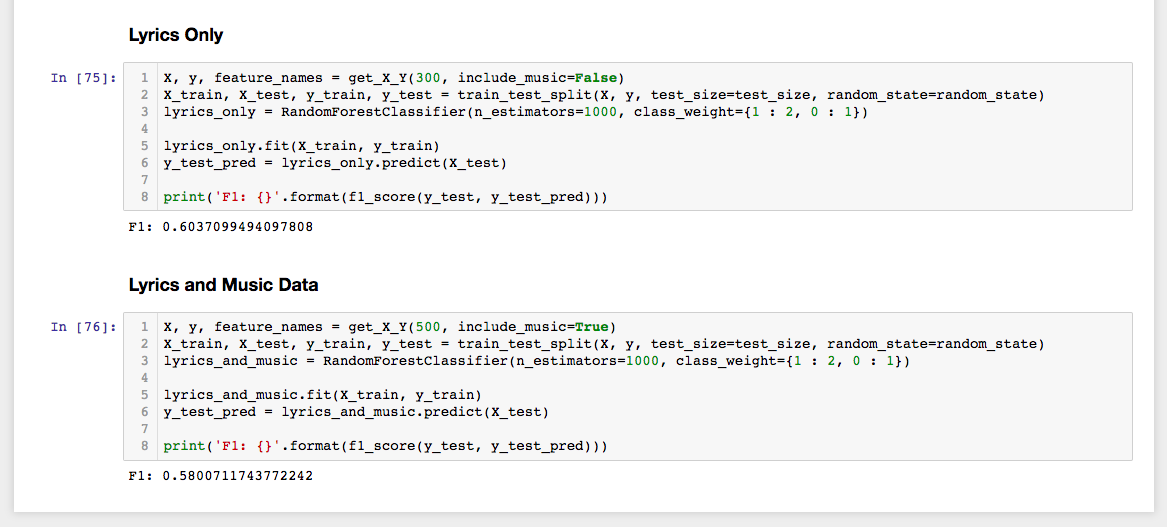 Lyrics Only
In [75]:
1 X, y, feature_names = get_X_Y(300, include_music=False)
2 X_train, X_test, y_train, y_test = train_test_split(X, y, test_size=test_size, random_state=random_state)
3 lyrics_only = RandomForestClassifier(n_estimators=1000, class_weight={1 : 2, 0 : 1})
4
5 lyrics_only.fit(X_train, y_train)
6 y_test_pred = lyrics_only.predict(X_test)
7
8 print('F1: {}'.format(f1_score(y_test, y_test_pred)))
F1: 0.6037099494097808
Lyrics and Music Data
In [76]:
1 X, y, feature_names = get_X_Y(500, include_music=True)
2 X_train, X_test, y_train, y_test = train_test_split(X, y, test_size=test_size, random_state=random_state)
3 lyrics_and_music = RandomForestClassifier(n_estimators=1000, class_weight={1 : 2, 0 : 1})
4
5 lyrics_and_music.fit(X_train, y_train)
6 y_test_pred = lyrics_and_music.predict(X_test)
7
8 print('F1: {}'.format(f1_score(y_test, y_test_pred)))
F1: 0.5800711743772242